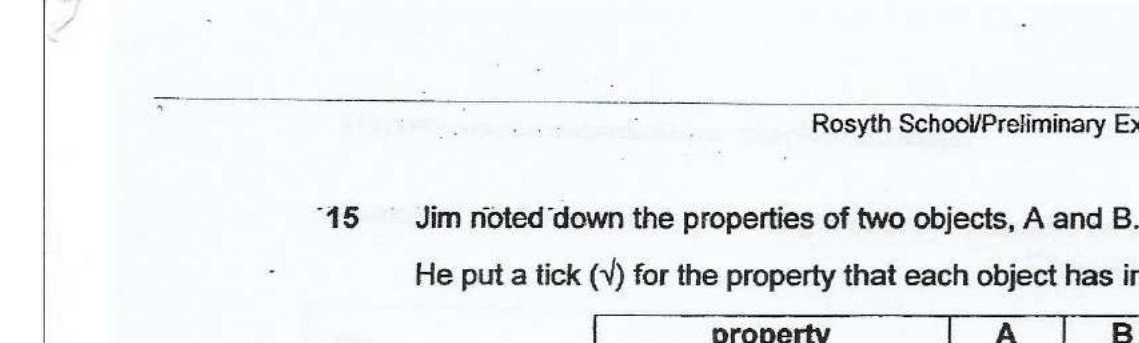 Rosyth School/Preliminary Ex
15 Jim noted down the properties of two objects, A and B.
He put a tick (√) for the property that each object has in
property A B